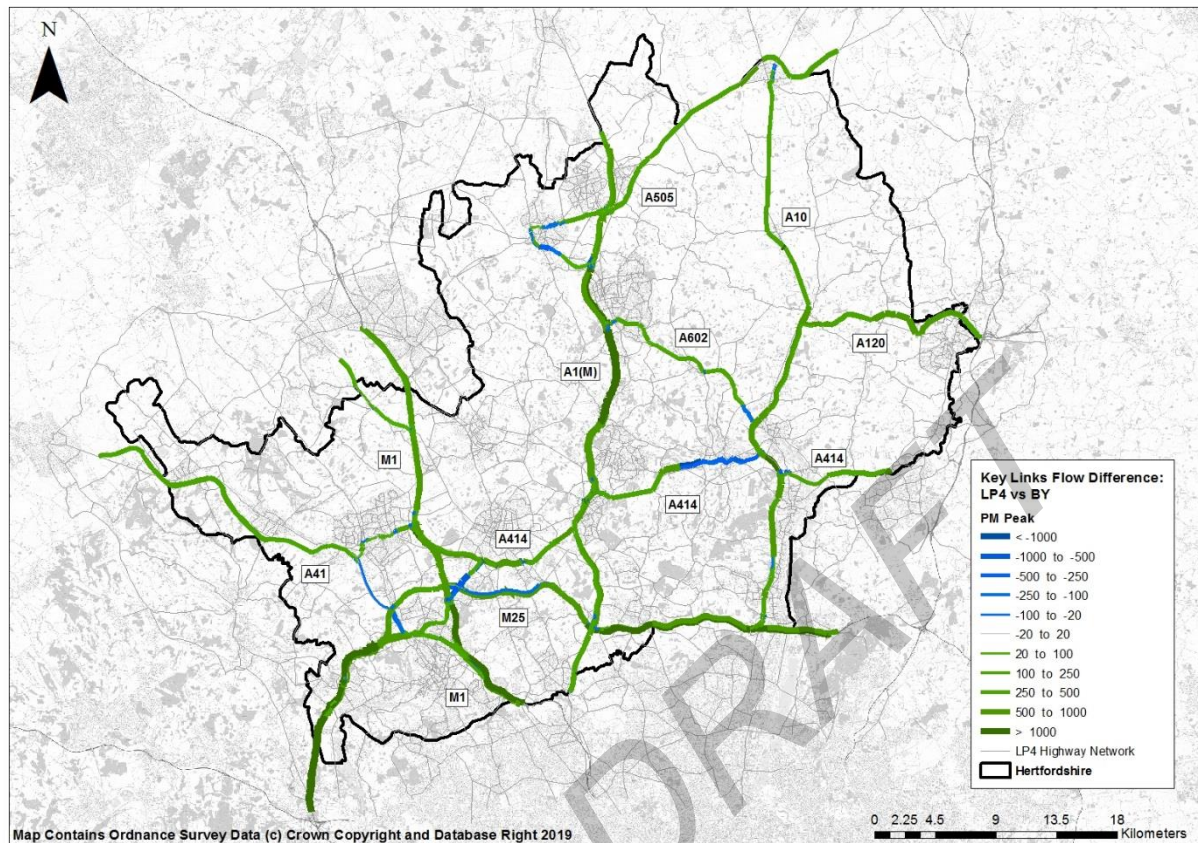 N
A505
A10
A602
A120
A1(M)
M1
A414
A414
A414
A41
M25
M1
Key Links Flow Difference:
LP4 vs BY
PM Peak
< -1000
-1000 to -500
-500 to -250
-250 to -100
-100 to -20
-20 to 20
20 to 100
100 to 250
250 to 500
500 to 1000
> 1000
LP4 Highway Network
Hertfordshire
DRAFT
Map Contains Ordnance Survey Data (c) Crown Copyright and Database Right 2019
0 2.25 4.5 9 13.5 18
Kilometers